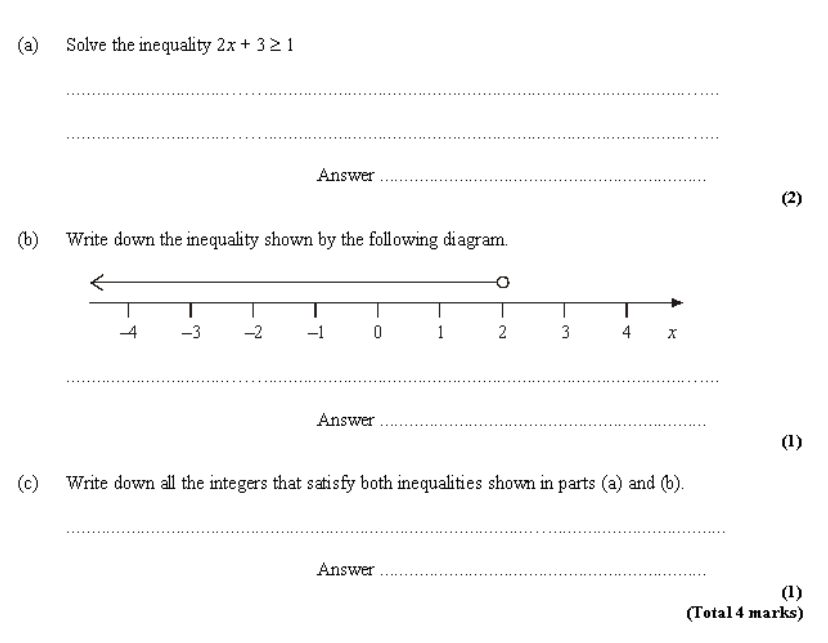 (a) Solve the inequality 2x + 3 ≥ 1
Answer
(2)
(b) Write down the inequality shown by the following diagram.
–4 –3 –2 –1 0 1 2 3 4 x
Answer
(1)
(c) Write down all the integers that satisfy both inequalities shown in parts (a) and (b).
Answer
(1)
(Total 4 marks)